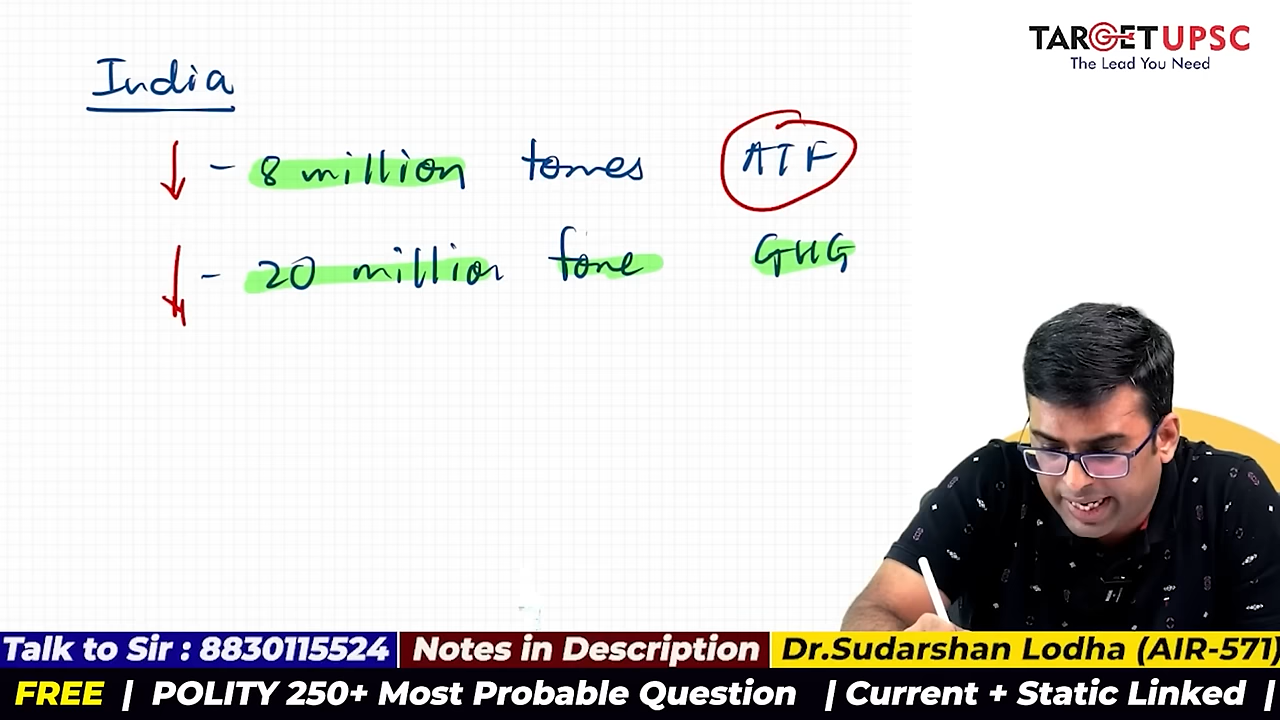 TARGET UPSC
The Lead You Need
India
↓ - 8 million tonnes ATF
↓ - 20 million tone GHG
Talk to Sir : 8830115524 | Notes in Description | Dr.Sudarshan Lodha (AIR-571)
FREE | POLITY 250+ Most Probable Question | Current + Static Linked |